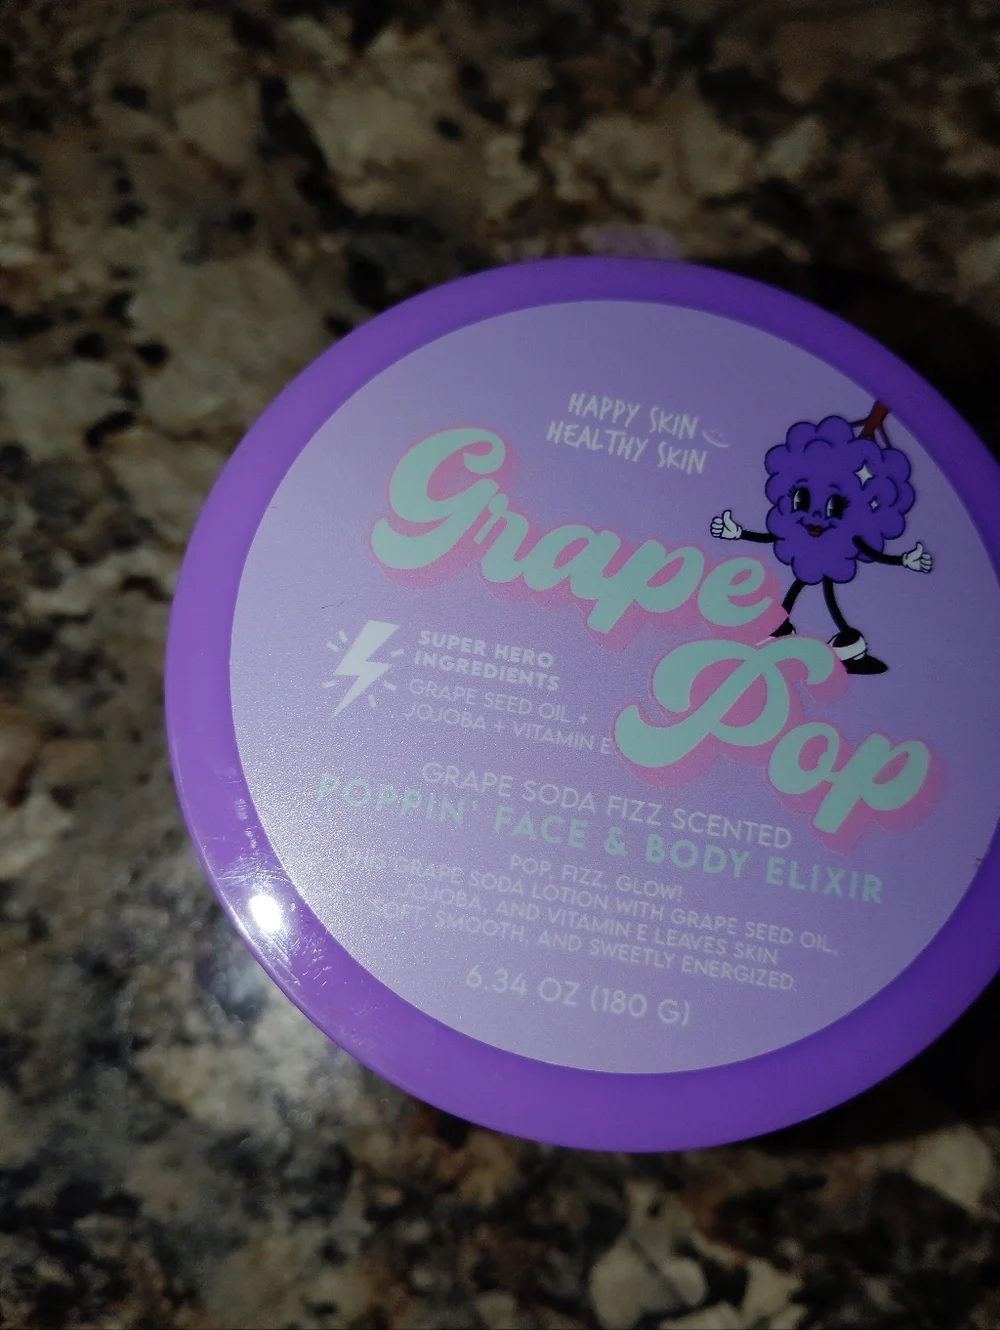 HAPPY SKIN
HEALTHY SKIN
Grape
Pop
SUPER HERO
INGREDIENTS
GRAPE SEED OIL +
JOJOBA + VITAMIN E
GRAPE SODA FIZZ SCENTED
POPPIN' FACE & BODY ELIXIR
POP, FIZZ, GLOW!
THIS GRAPE SODA LOTION WITH GRAPE SEED OIL,
JOJOBA, AND VITAMIN E LEAVES SKIN
SOFT, SMOOTH, AND SWEETLY ENERGIZED.
6.34 OZ (180 G)